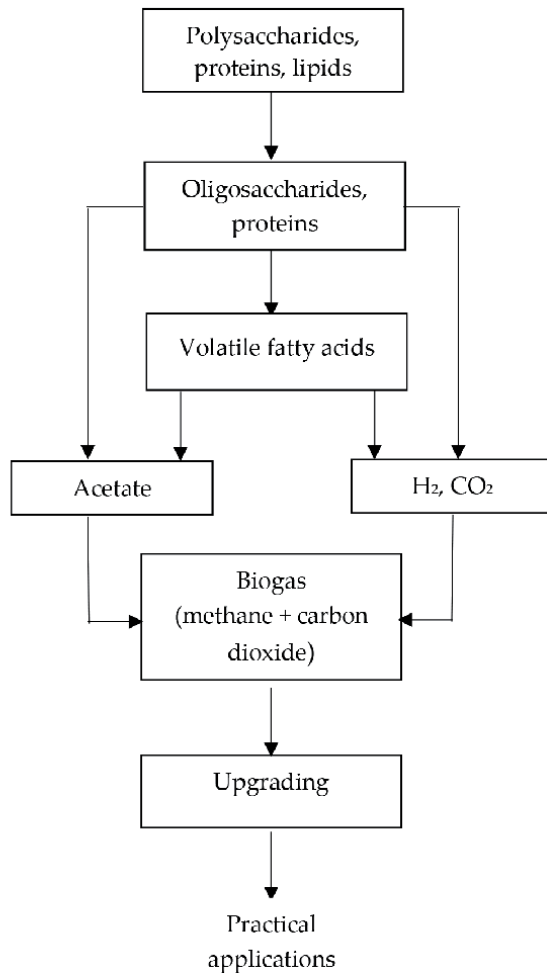 Polysaccharides,
proteins, lipids
Oligosaccharides,
proteins
Volatile fatty acids
Acetate
H₂, CO₂
Biogas
(methane + carbon
dioxide)
Upgrading
Practical
applications